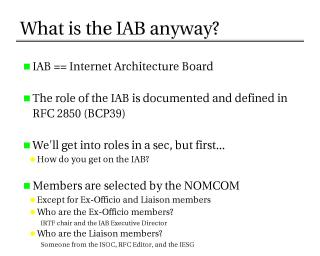 What is the IAB anyway?
IAB == Internet Architecture Board
The role of the IAB is documented and defined in
RFC 2850 (BCP39)
We'll get into roles in a sec, but first...
How do you get on the IAB?
Members are selected by the NOMCOM
Except for Ex-Officio and Liaison members
Who are the Ex-Officio members?
IRTF chair and the IAB Executive Director
Who are the Liaison members?
Someone from the ISOC, RFC Editor, and the IESG